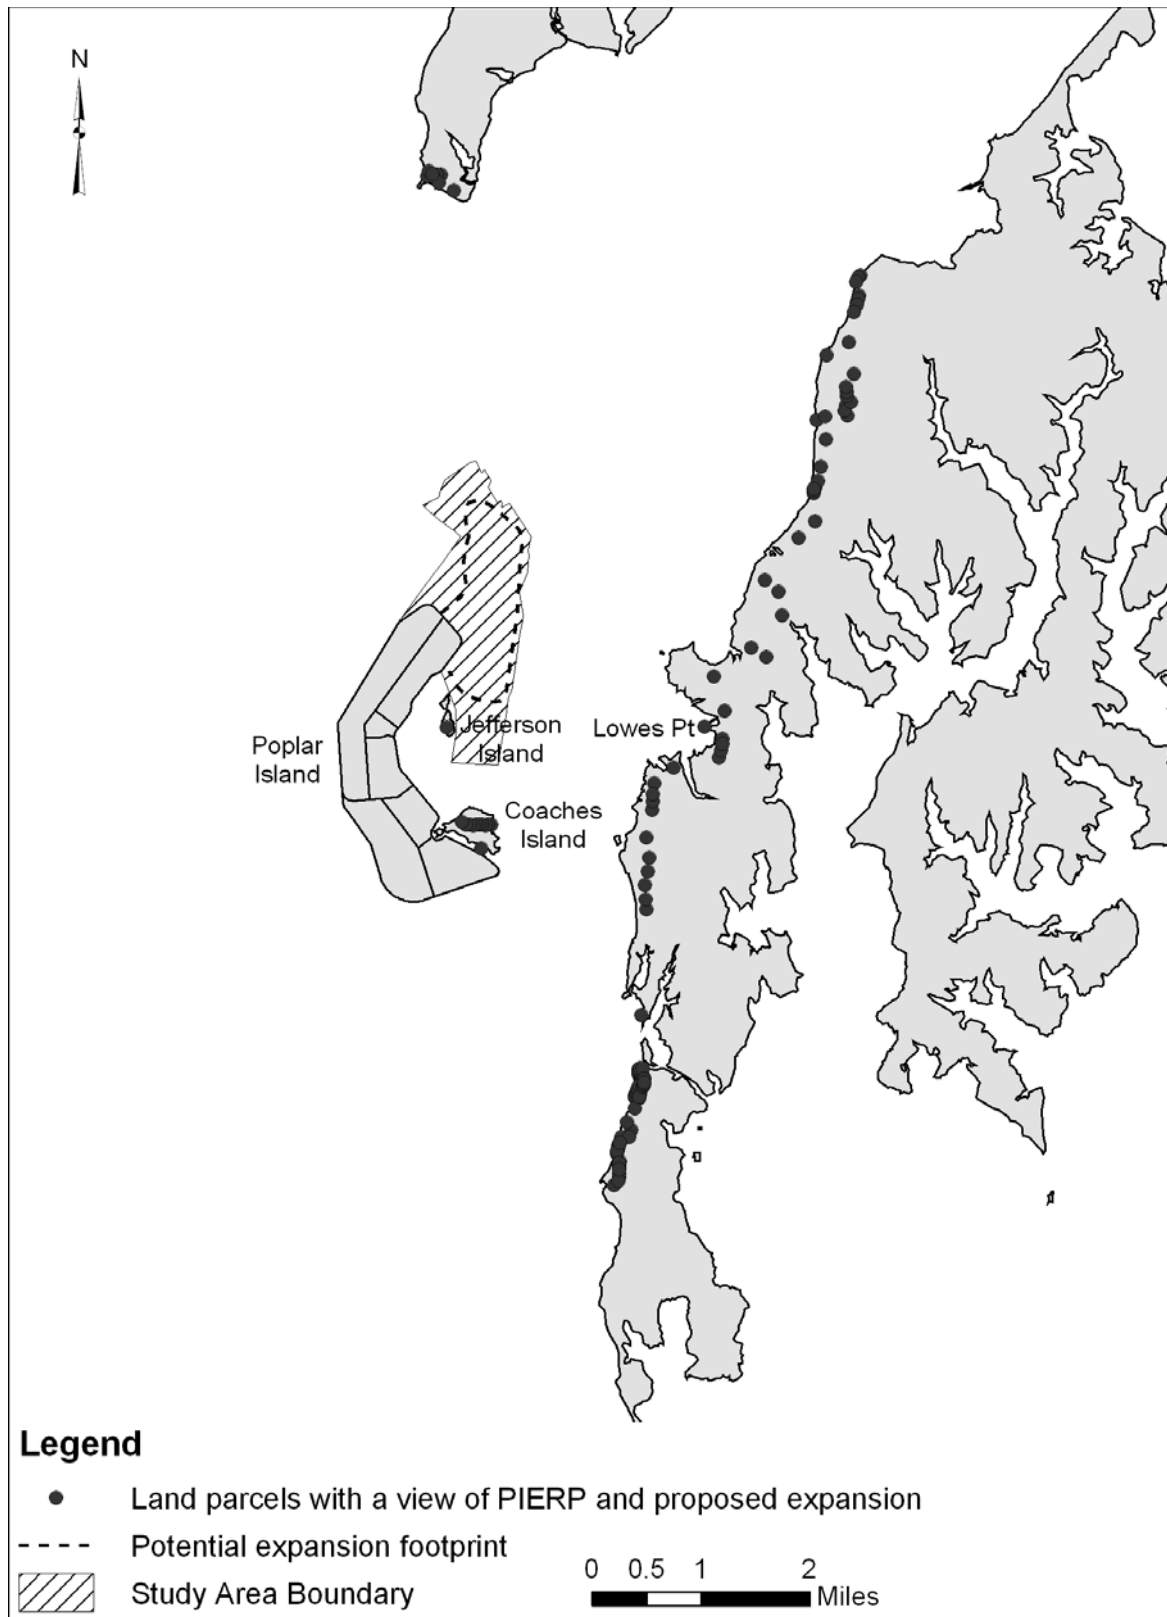 N
Jefferson
Island
Lowes Pt
Poplar
Island
Coaches
Island
Legend
Land parcels with a view of PIERP and proposed expansion
Potential expansion footprint
Study Area Boundary
0 0.5 1 2
Miles